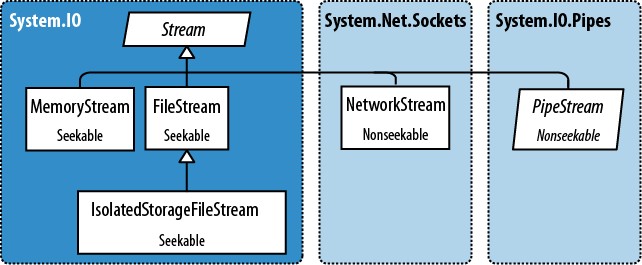 System.IO
Stream
MemoryStream
Seekable
FileStream
Seekable
IsolatedStorageFileStream
Seekable
System.Net.Sockets
NetworkStream
Nonseekable
System.IO.Pipes
PipeStream
Nonseekable